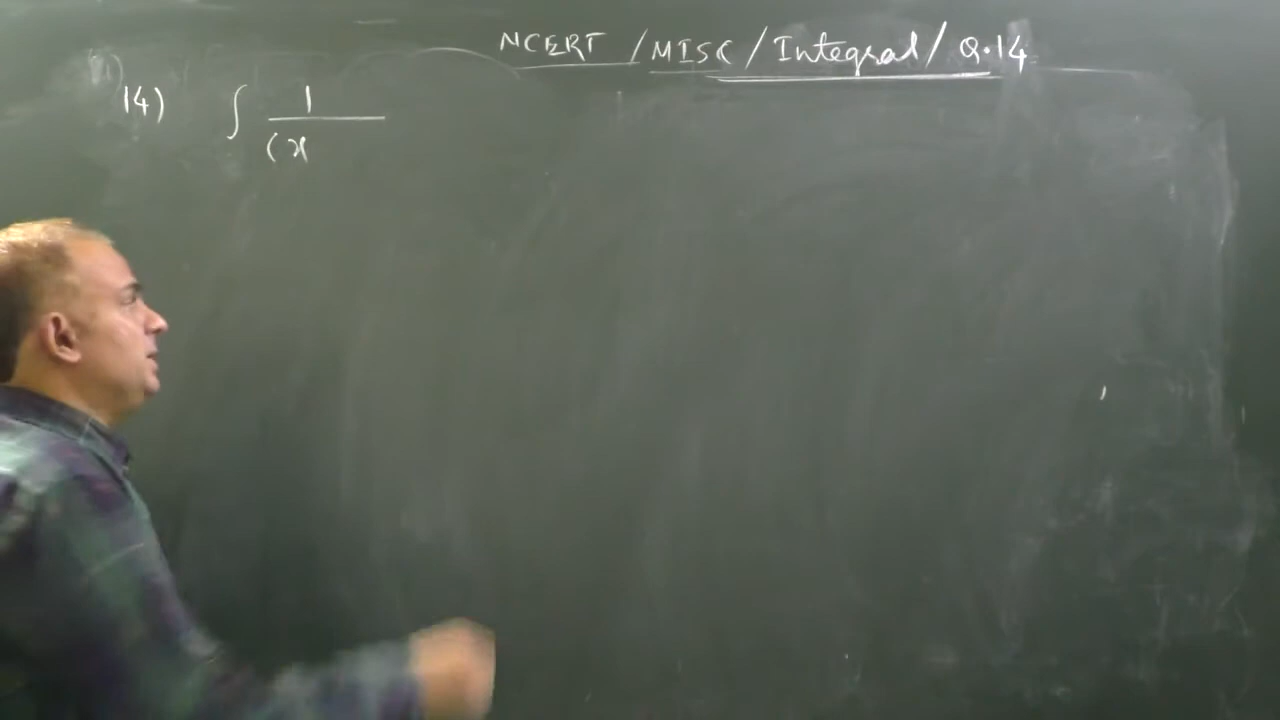 NCERT / MISC / Integral / Q.14
14) ∫ 1
(x